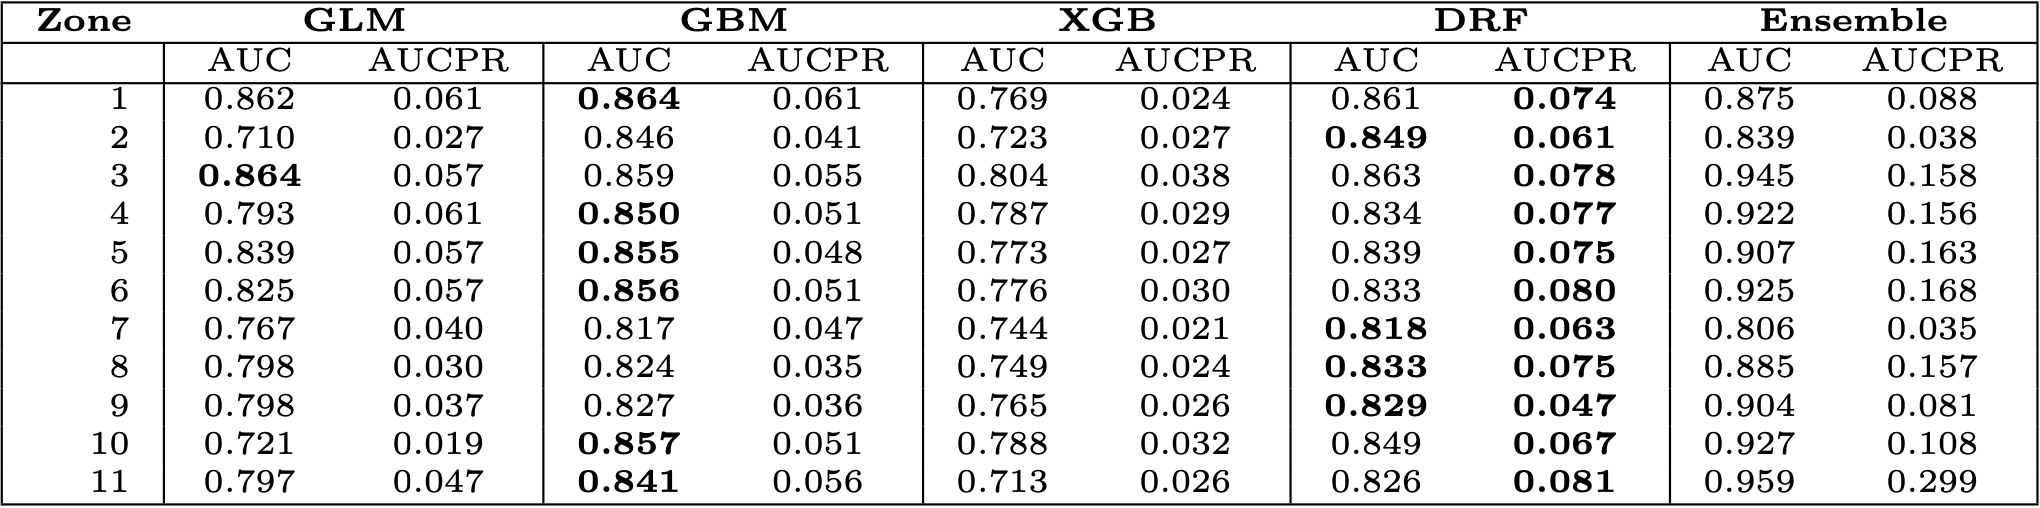 Zone GLM GBM XGB DRF Ensemble
AUC AUCPR AUC AUCPR AUC AUCPR AUC AUCPR AUC AUCPR
1 0.862 0.061 0.864 0.061 0.769 0.024 0.861 0.074 0.875 0.088
2 0.710 0.027 0.846 0.041 0.723 0.027 0.849 0.061 0.839 0.038
3 0.864 0.057 0.859 0.055 0.804 0.038 0.863 0.078 0.945 0.158
4 0.793 0.061 0.850 0.051 0.787 0.029 0.834 0.077 0.922 0.156
5 0.839 0.057 0.855 0.048 0.773 0.027 0.839 0.075 0.907 0.163
6 0.825 0.057 0.856 0.051 0.776 0.030 0.833 0.080 0.925 0.168
7 0.767 0.040 0.817 0.047 0.744 0.021 0.818 0.063 0.806 0.035
8 0.798 0.030 0.824 0.035 0.749 0.024 0.833 0.075 0.885 0.157
9 0.798 0.037 0.827 0.036 0.765 0.026 0.829 0.047 0.904 0.081
10 0.721 0.019 0.857 0.051 0.788 0.032 0.849 0.067 0.927 0.108
11 0.797 0.047 0.841 0.056 0.713 0.026 0.826 0.081 0.959 0.299